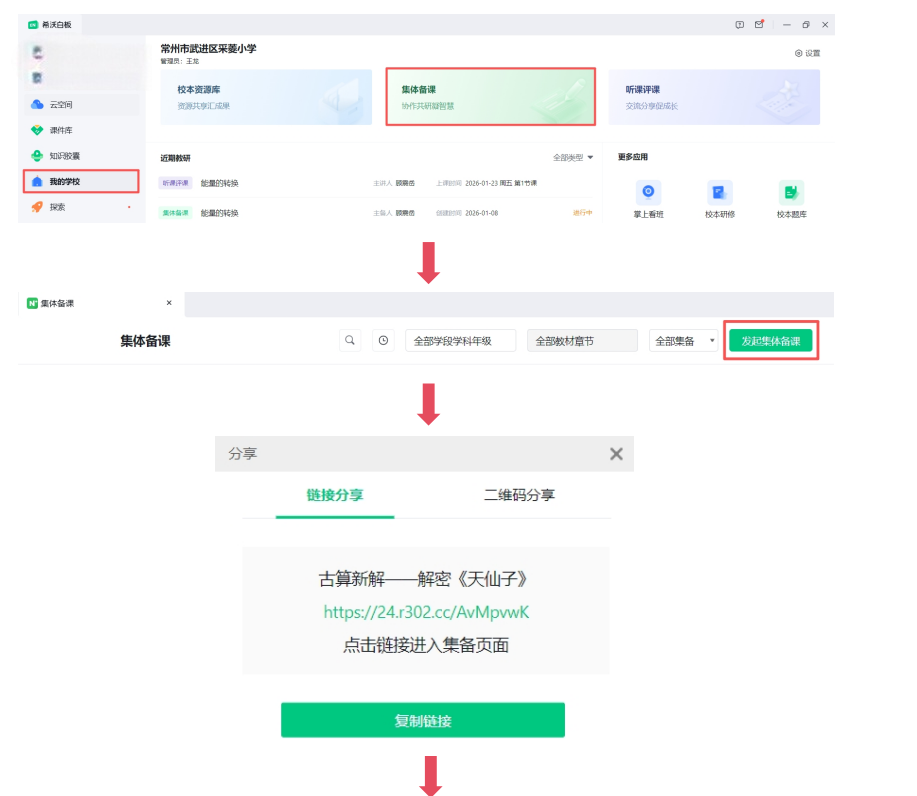 希沃白板
常州市武进区采菱小学
管理员：王龙
设置
校本资源库
资源共享汇成果
集体备课
协作共研凝智慧
听课评课
交流分享促成长
云空间
课件库
知识胶囊
我的学校
探索
近期教研
全部类型
更多应用
听课评课 能量的转换 主讲人 顾竞岳 上课时间 2026-01-23 周五 第1节课
集体备课 能量的转换 主备人 顾竞岳 创建时间 2026-01-08 进行中
掌上看班
校本研修
校本题库
集体备课
集体备课
全部学段学科年级
全部教材章节
全部集备
发起集体备课
分享
链接分享
二维码分享
古算新解——解密《天仙子》
https://24.r302.cc/AvMpvwK
点击链接进入集备页面
复制链接